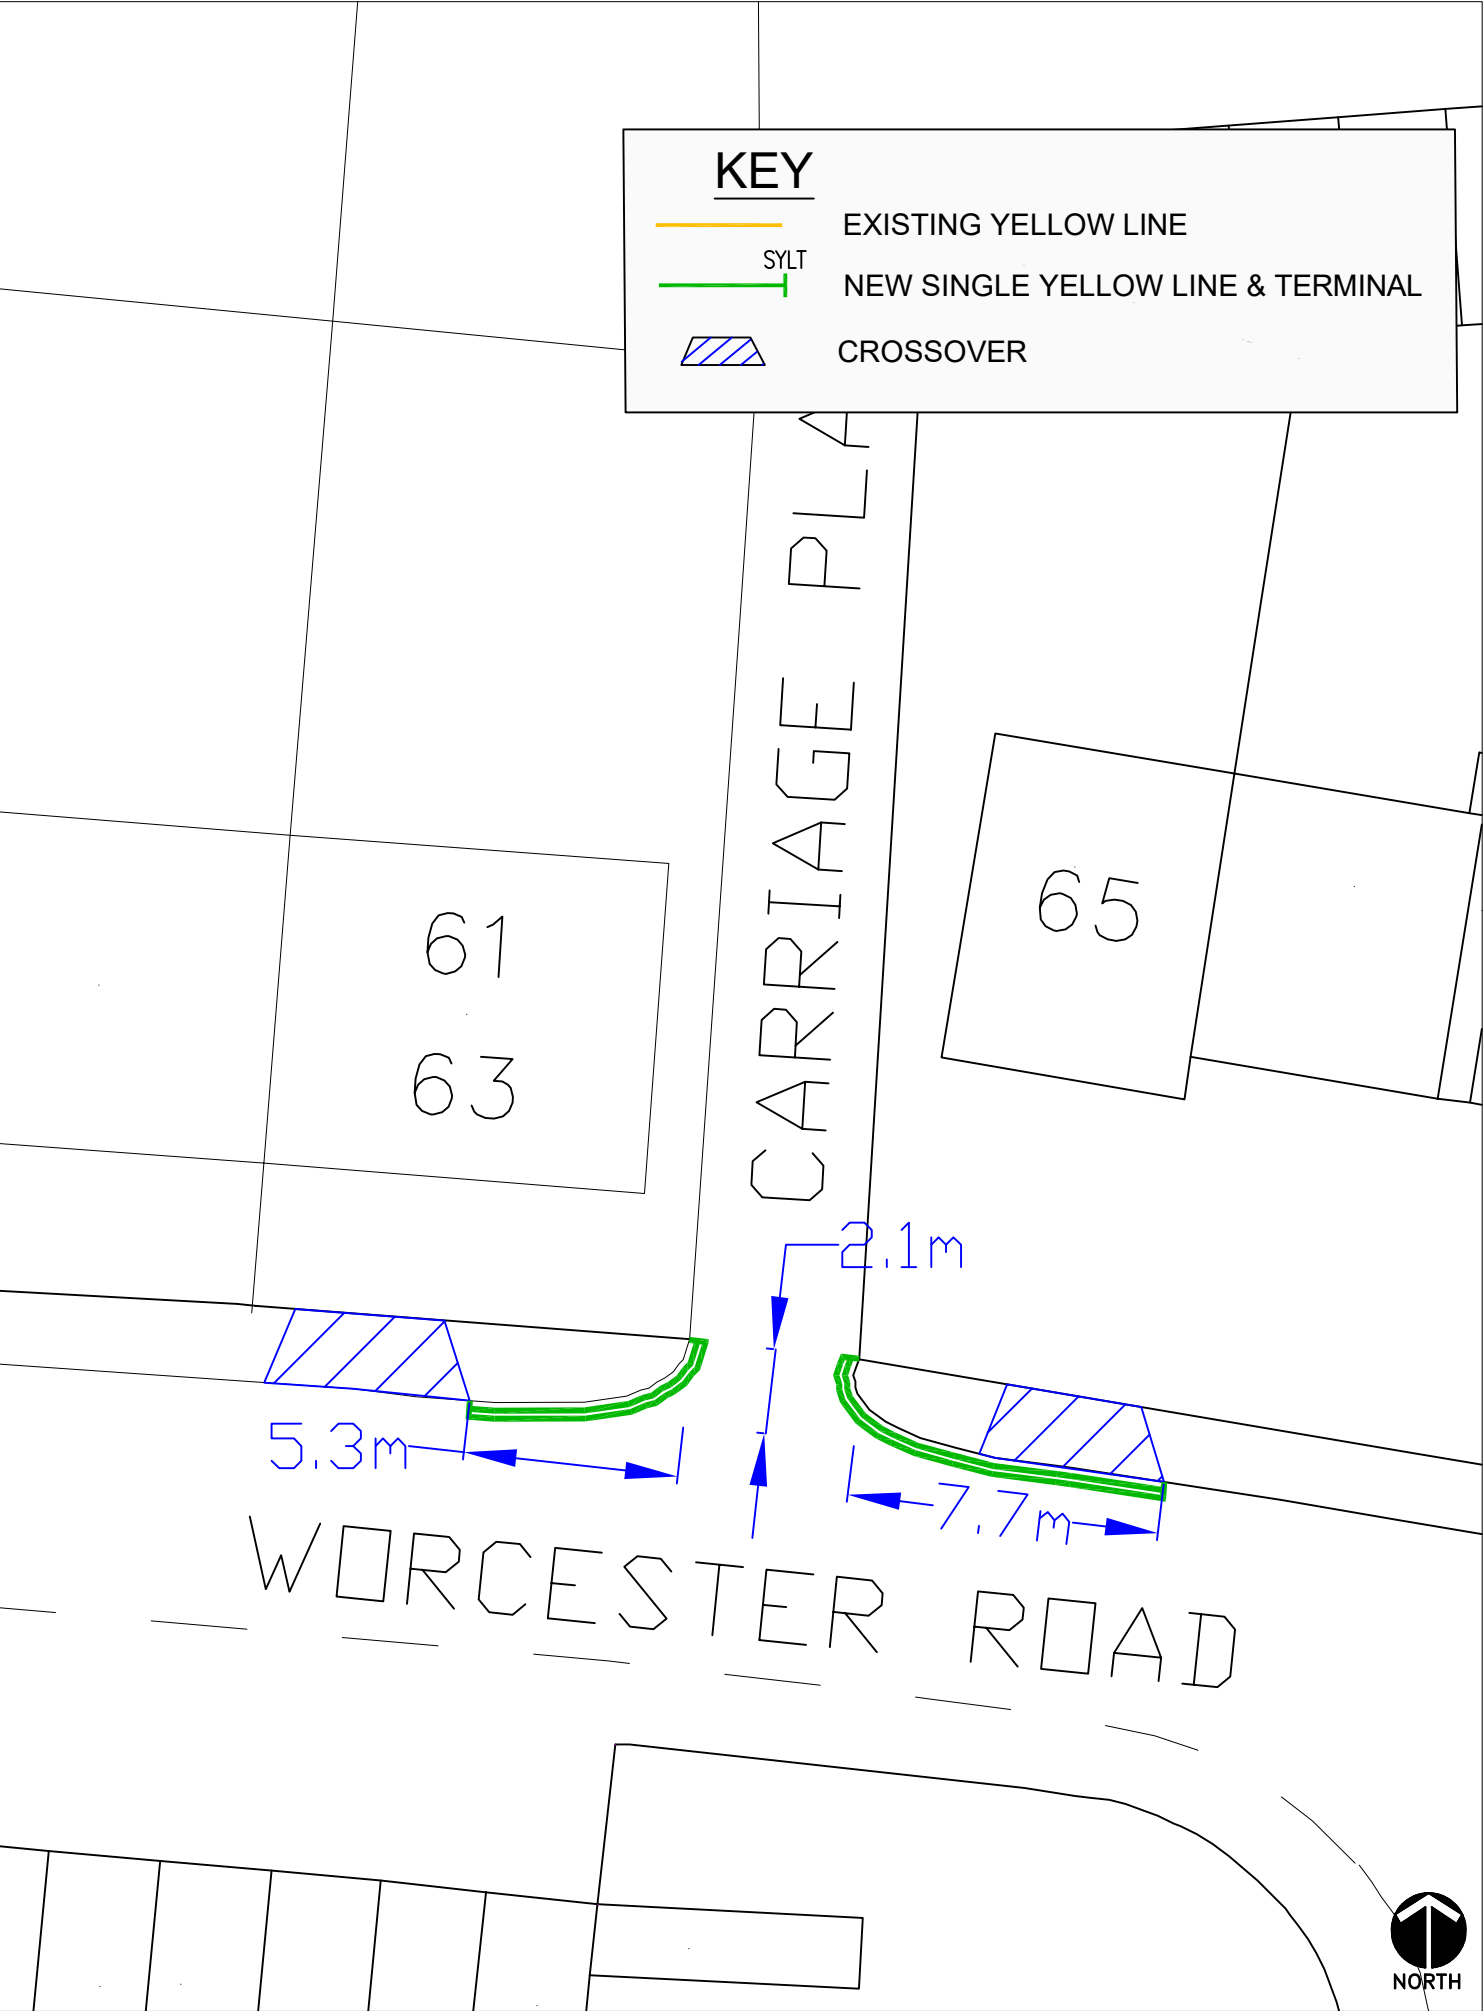 KEY
EXISTING YELLOW LINE
SYLT
NEW SINGLE YELLOW LINE & TERMINAL
CROSSOVER
CARRIAGE PLA
61
63
65
2.1m
5.3m
7.7m
WORCESTER ROAD
NORTH